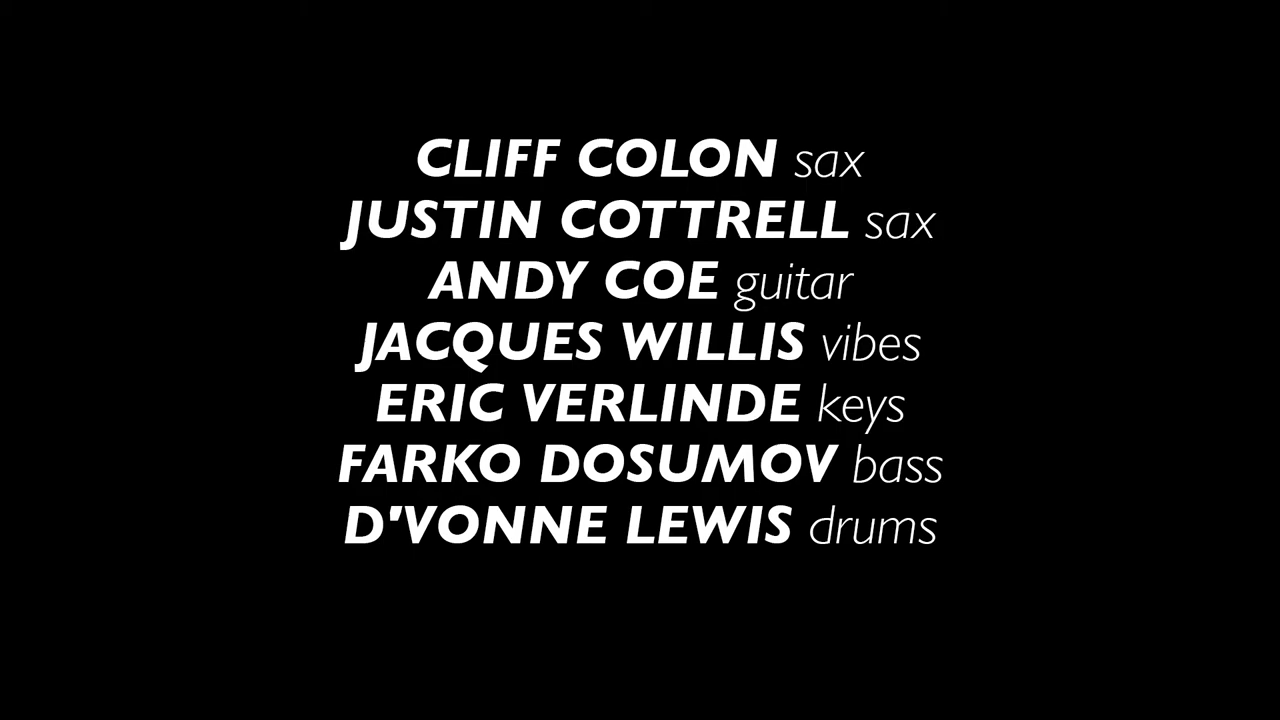 CLIFF COLON sax
JUSTIN COTTRELL sax
ANDY COE guitar
JACQUES WILLIS vibes
ERIC VERLINDE keys
FARKO DOSUMOV bass
D'VONNE LEWIS drums